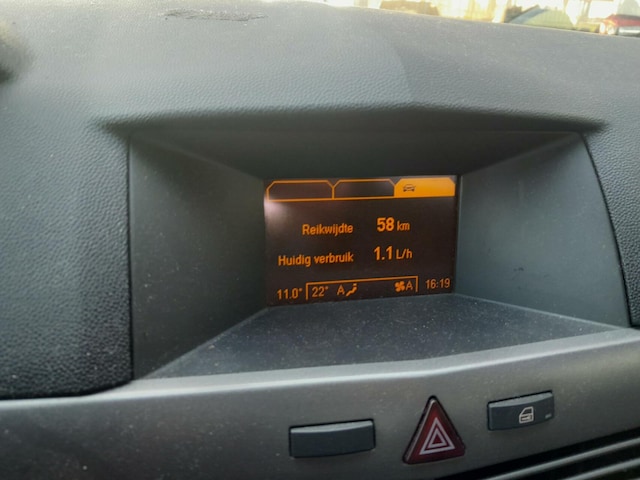 Reikwijdte 58 km
Huidig verbruik 1.1 L/h
11.0° 22° A A 16:19